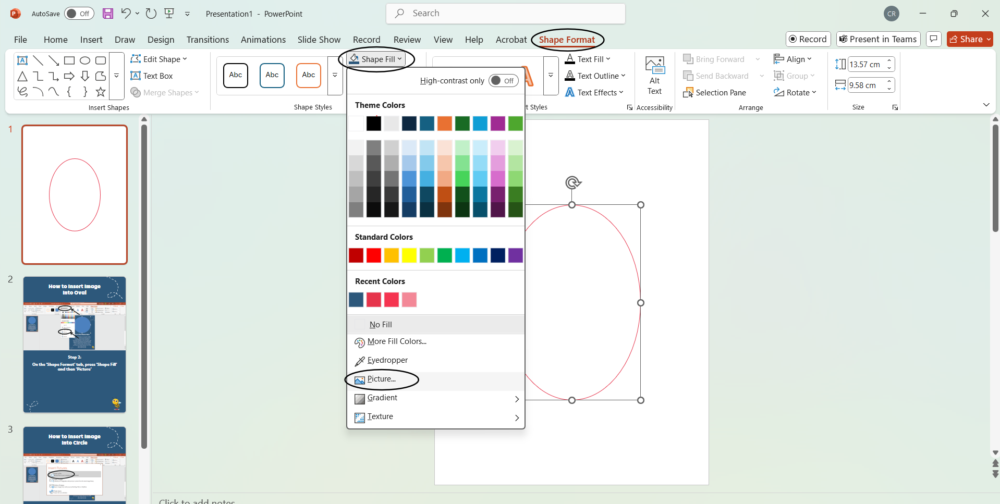 AutoSave Off
Presentation1 - PowerPoint
Search
CR
File Home Insert Draw Design Transitions Animations Slide Show Record Review View Help Acrobat Shape Format
Record Present in Teams Share
Edit Shape
Text Box
Merge Shapes
Insert Shapes
Abc Abc Abc
Shape Styles
Shape Fill
Text Fill
Text Outline
Text Effects
t Styles
Alt
Text
Accessibility
Bring Forward
Send Backward
Selection Pane
Align
Group
Rotate
Arrange
13.57 cm
9.58 cm
Size
High-contrast only Off
Theme Colors
Standard Colors
Recent Colors
No Fill
More Fill Colors...
Eyedropper
Picture...
Gradient
Texture
1
2
How to Insert Image
Into Oval
Step 2:
On the 'Shape Format' tab, press 'Shape Fill'
and then 'Picture'
3
How to Insert Image
Into Circle
Insert Pictures
Click to add notes